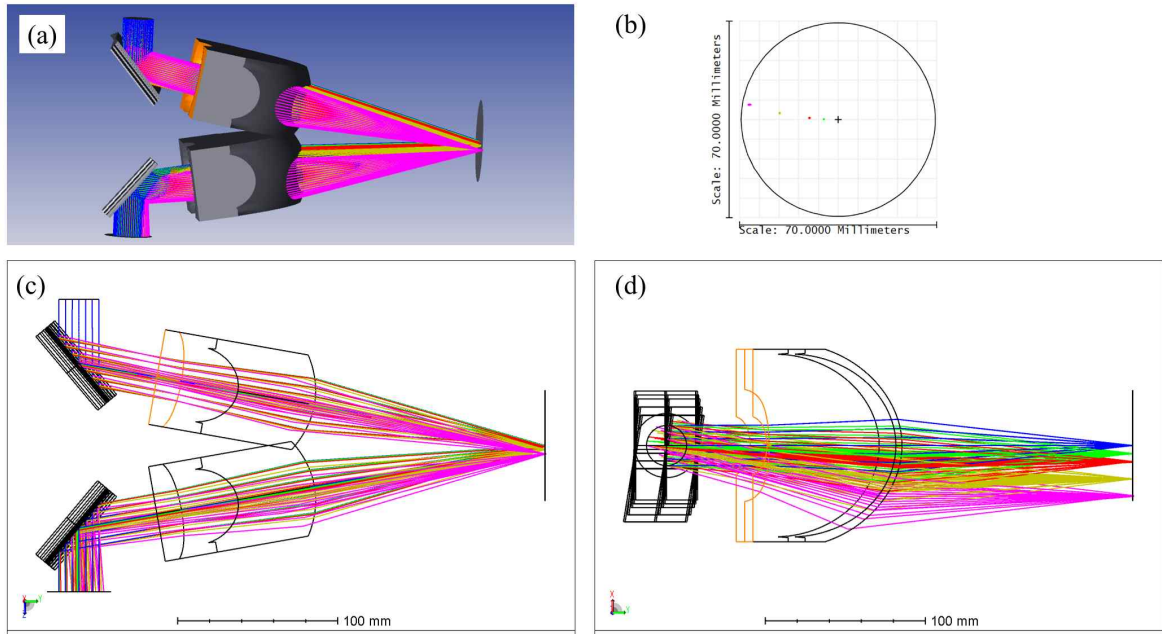 (a)
(b)
Scale: 70.0000 Millimeters
Scale: 70.0000 Millimeters
(c)
100 mm
X
Y
Z
(d)
100 mm
X
Y